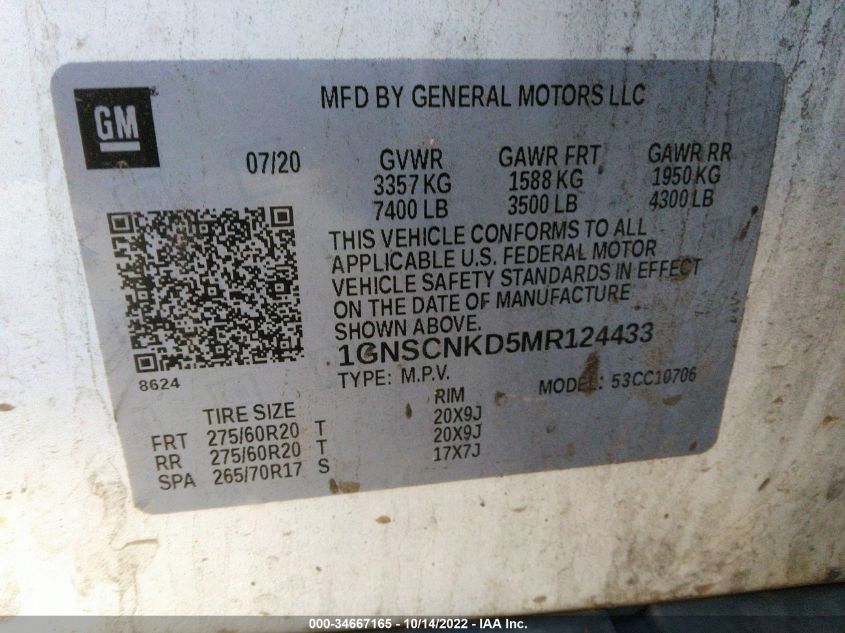 GM
MFD BY GENERAL MOTORS LLC
07/20 GVWR GAWR FRT GAWR RR
3357 KG 1588 KG 1950 KG
7400 LB 3500 LB 4300 LB
THIS VEHICLE CONFORMS TO ALL
APPLICABLE U.S. FEDERAL MOTOR
VEHICLE SAFETY STANDARDS IN EFFECT
ON THE DATE OF MANUFACTURE
SHOWN ABOVE.
1GNSCNKD5MR124433
8624
TYPE: M.P.V. MODEL: 53CC10706
TIRE SIZE RIM
FRT 275/60R20 T 20X9J
RR 275/60R20 T 20X9J
SPA 265/70R17 S 17X7J
000-34667165 • 10/14/2022 • IAA Inc.